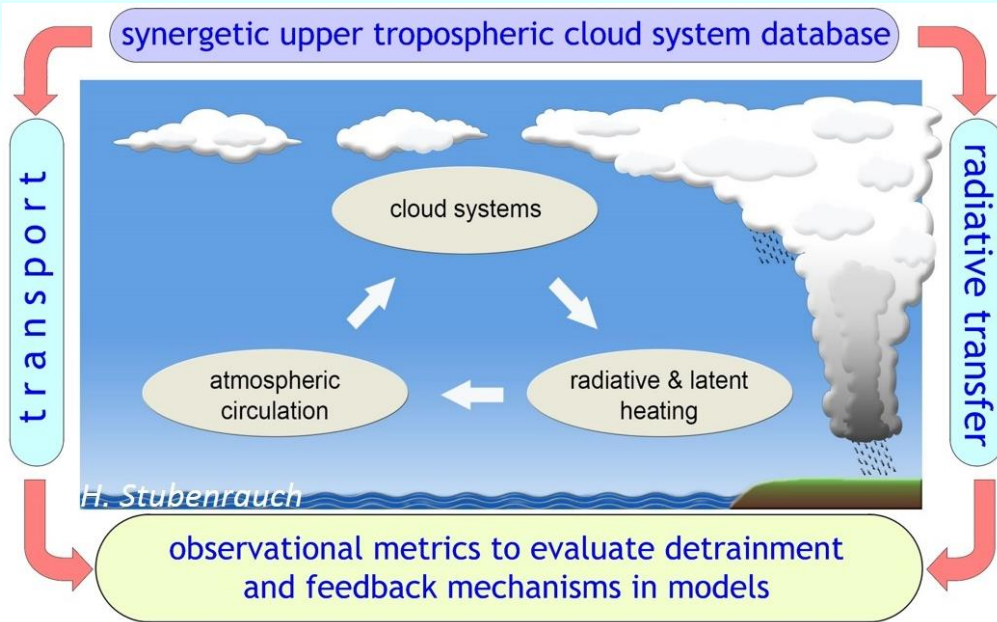 synergetic upper tropospheric cloud system database
transport
radiative transfer
cloud systems
atmospheric
circulation
radiative & latent
heating
H. Stubenrauch
observational metrics to evaluate detrainment
and feedback mechanisms in models